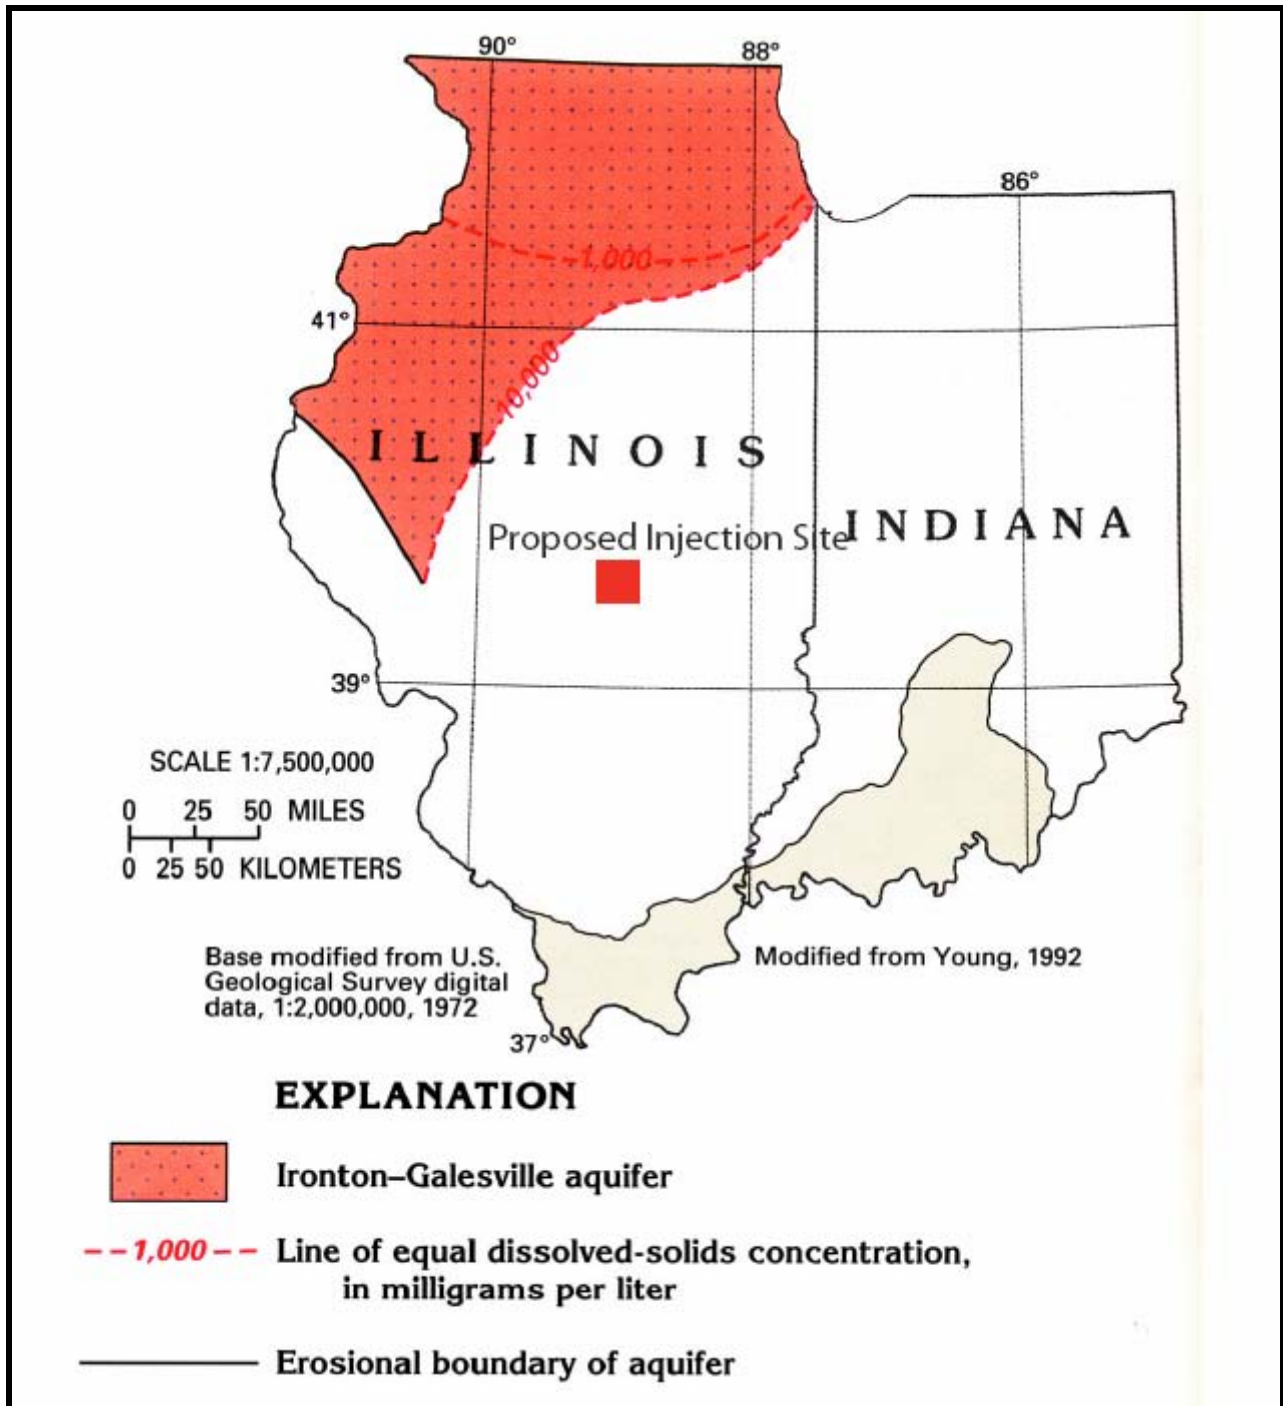 90°
88°
86°
1,000
41°
10,000
ILLINOIS
INDIANA
Proposed Injection Site
39°
SCALE 1:7,500,000
0 25 50 MILES
0 25 50 KILOMETERS
Base modified from U.S.
Geological Survey digital
data, 1:2,000,000, 1972
Modified from Young, 1992
37°
EXPLANATION
Ironton–Galesville aquifer
1,000
Line of equal dissolved-solids concentration,
in milligrams per liter
Erosional boundary of aquifer